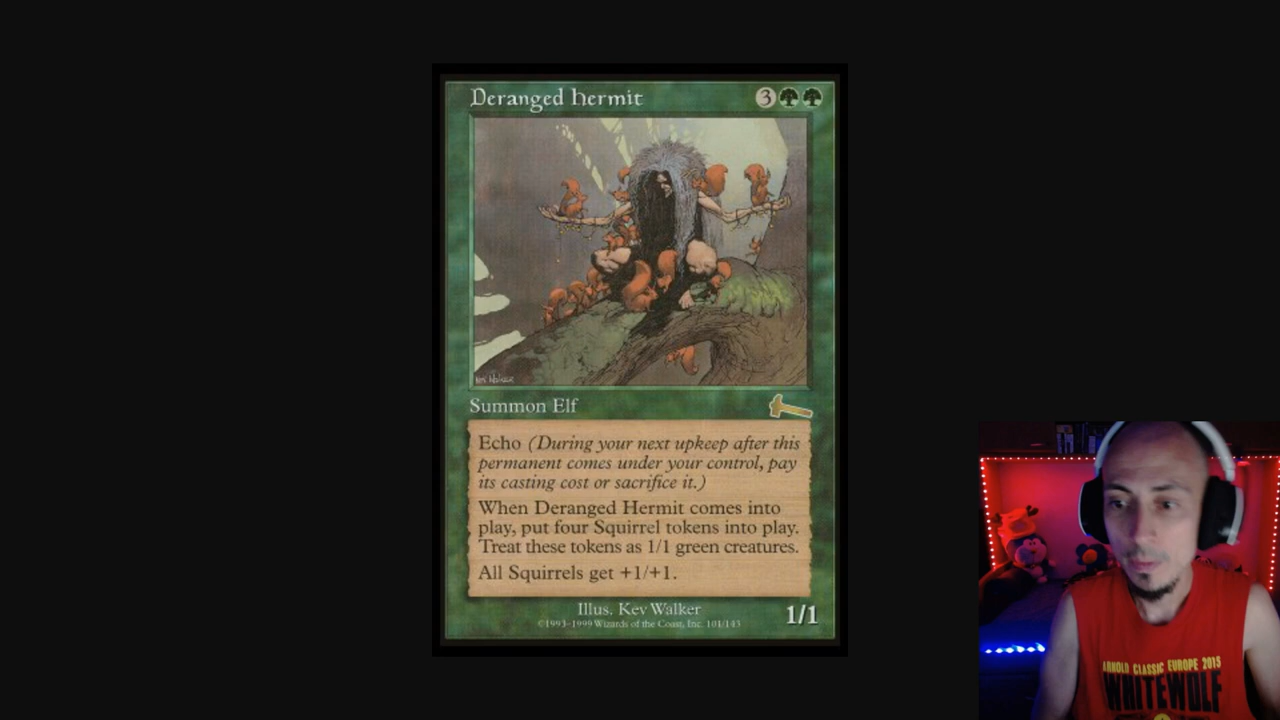 Deranged Hermit 3
Kev Walker
Summon Elf
Echo (During your next upkeep after this
permanent comes under your control, pay
its casting cost or sacrifice it.)
When Deranged Hermit comes into
play, put four Squirrel tokens into play.
Treat these tokens as 1/1 green creatures.
All Squirrels get +1/+1.
Illus. Kev Walker
©1993–1999 Wizards of the Coast, Inc. 101/143
1/1
ARNOLD CLASSIC EUROPE 2015
WHITEWOLF